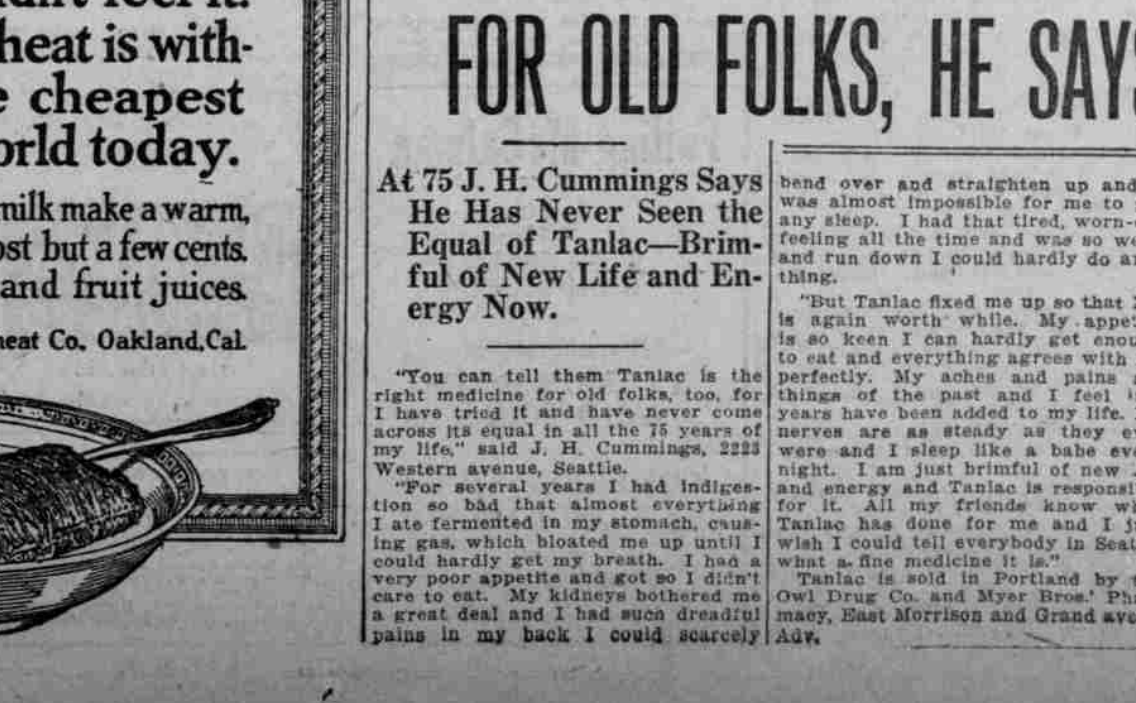 heat is with-
cheapest
today.
milk make a warm,
but a few cents.
and fruit juices.
Co. Oakland, Cal.
FOR OLD FOLKS, HE SAYS
At 75 J. H. Cummings Says
He Has Never Seen the
Equal of Tanlac—Brim-
ful of New Life and En-
ergy Now.
"You can tell them Tanlac is the
right medicine for old folks, too, for
I have tried it and have never come
across its equal in all the 75 years of
my life," said J. H. Cummings, 2223
Western avenue, Seattle.
"For several years I had indiges-
tion so bad that almost everything
I ate fermented in my stomach, caus-
ing gas, which bloated me up until I
could hardly get my breath. I had a
very poor appetite and got so I didn't
care to eat. My kidneys bothered me
a great deal and I had such dreadful
pains in my back I could scarcely
bend over and straighten up and
was almost impossible for me to
any sleep. I had that tired, worn-
feeling all the time and was so
and run down I could hardly do
thing.
"But Tanlac fixed me up so that
is again worth while. My
is so keen I can hardly get
to eat and everything agrees with
perfectly. My aches and pains
things of the past and I feel
years have been added to my life.
nerves are as steady as they
were and I sleep like a babe
night. I am just brimful of new
and energy and Tanlac is
for it. All my friends know
Tanlac has done for me and I
wish I could tell everybody in
what a fine medicine it is."
Tanlac is sold in Portland by
Owl Drug Co. and Myer Bros.'
macy, East Morrison and Grand
Adv.